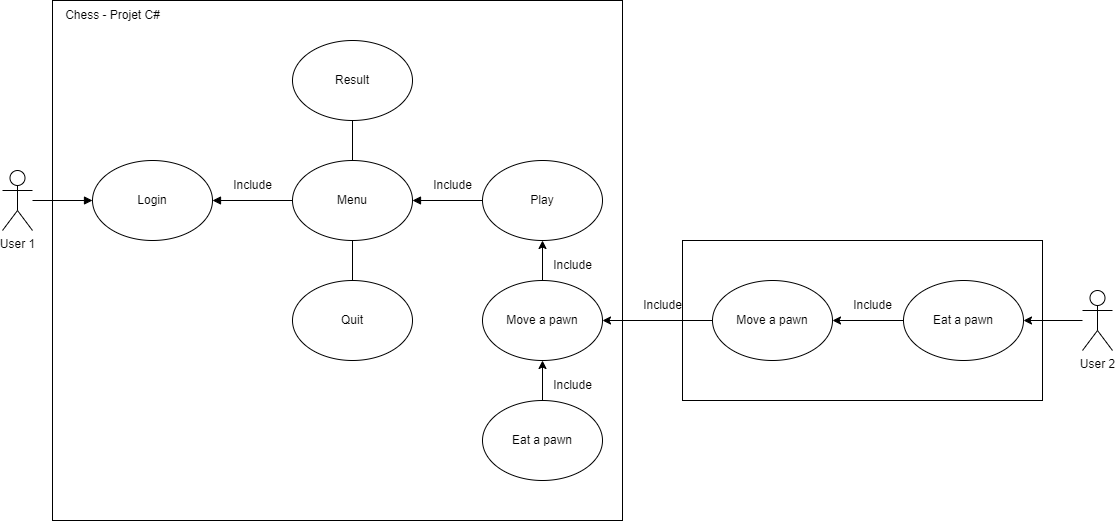 Chess - Projet C#
Result
User 1
Login
Include
Menu
Include
Play
Include
Quit
Move a pawn
Include
Move a pawn
Include
Eat a pawn
User 2
Include
Eat a pawn